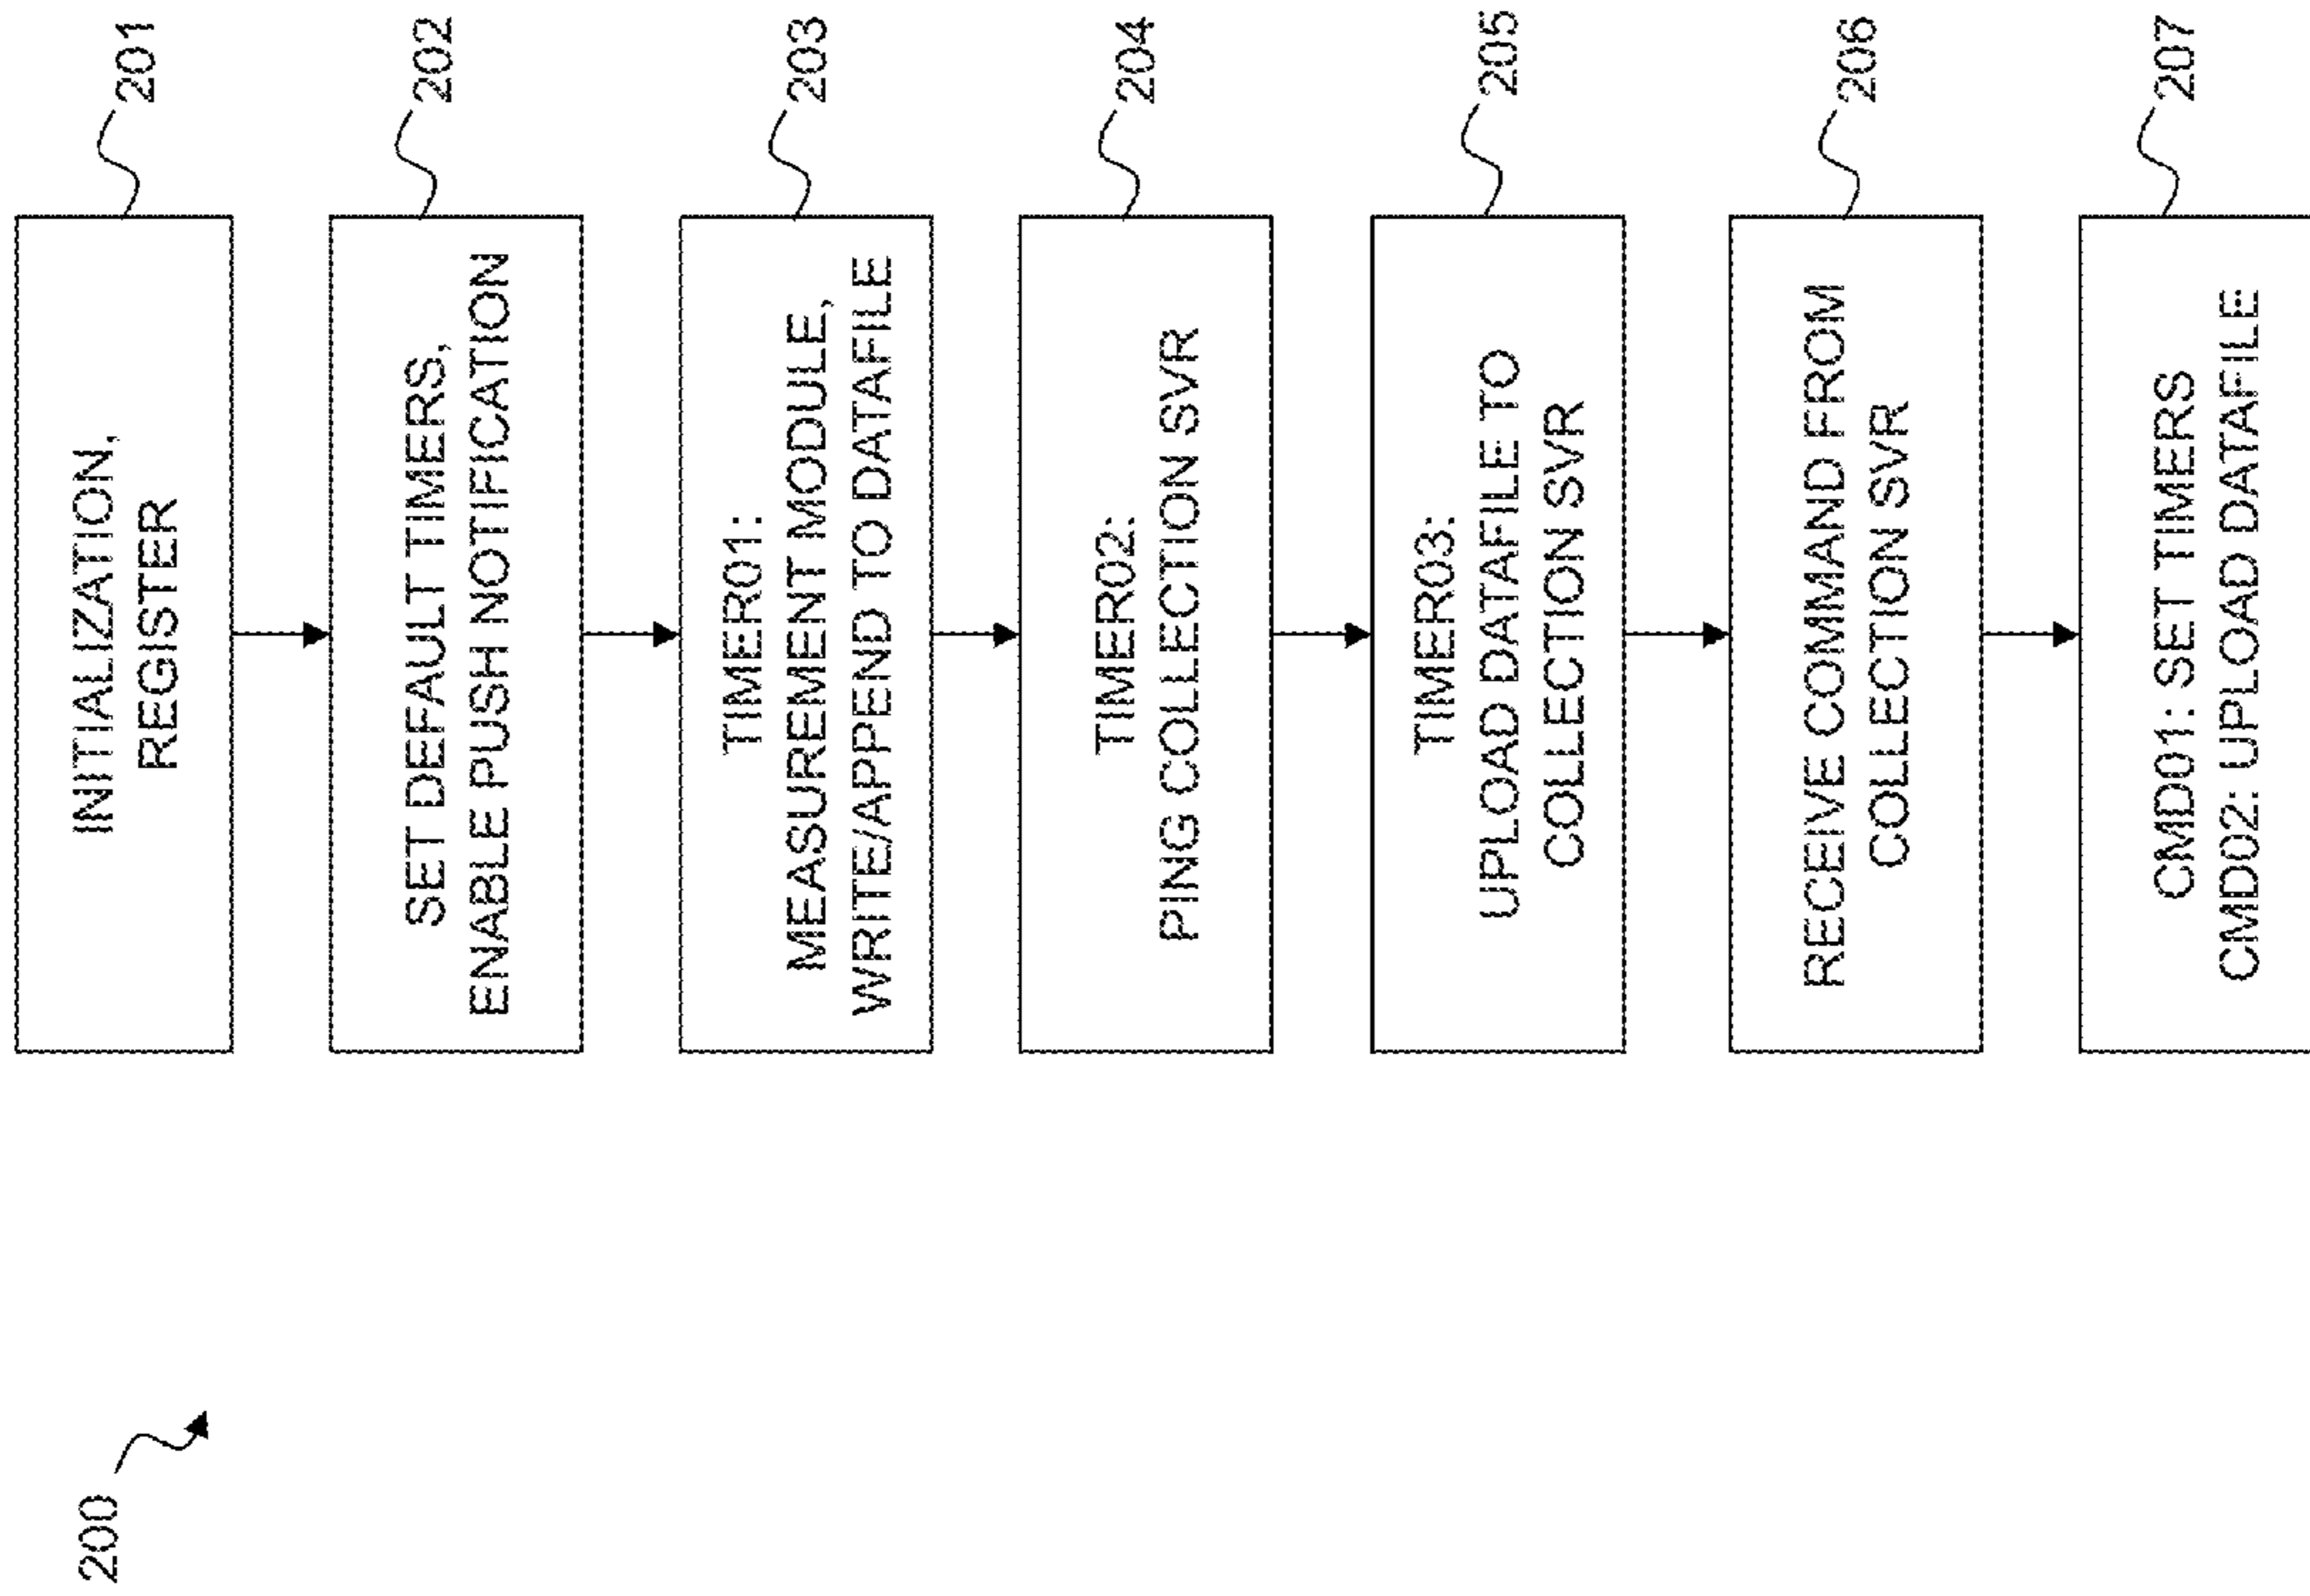 200
INITIALIZATION,
REGISTER
201
SET DEFAULT TIMERS,
ENABLE PUSH NOTIFICATION
202
TIMER01:
MEASUREMENT MODULE,
WRITE/APPEND TO DATAFILE
203
TIMER02:
PING COLLECTION SVR
204
TIMER03:
UPLOAD DATAFILE TO
COLLECTION SVR
205
RECEIVE COMMAND FROM
COLLECTION SVR
206
CMD01: SET TIMERS
CMD02: UPLOAD DATAFILE
207